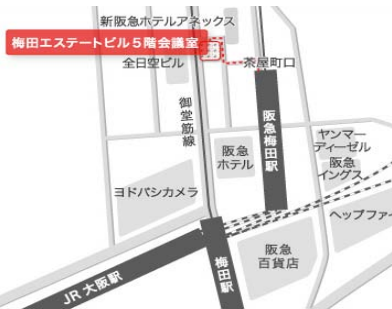 新阪急ホテルアネックス
梅田エステートビル5階会議室
全日空ビル
茶屋町口
御堂筋線
阪急梅田駅
阪急
ホテル
ヤンマー
ディーゼル
阪急
イングス
ヨドバシカメラ
ヘップファ
阪急
百貨店
梅田駅
JR 大阪駅